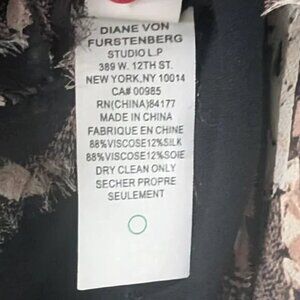 DIANE VON
FURSTENBERG
STUDIO L.P
389 W. 12TH ST.
NEW YORK,NY 10014
CA# 00985
RN(CHINA)84177
MADE IN CHINA
FABRIQUE EN CHINE
88%VISCOSE12%SILK
88%VISCOSE12%SOIE
DRY CLEAN ONLY
SECHER PROPRE
SEULEMENT